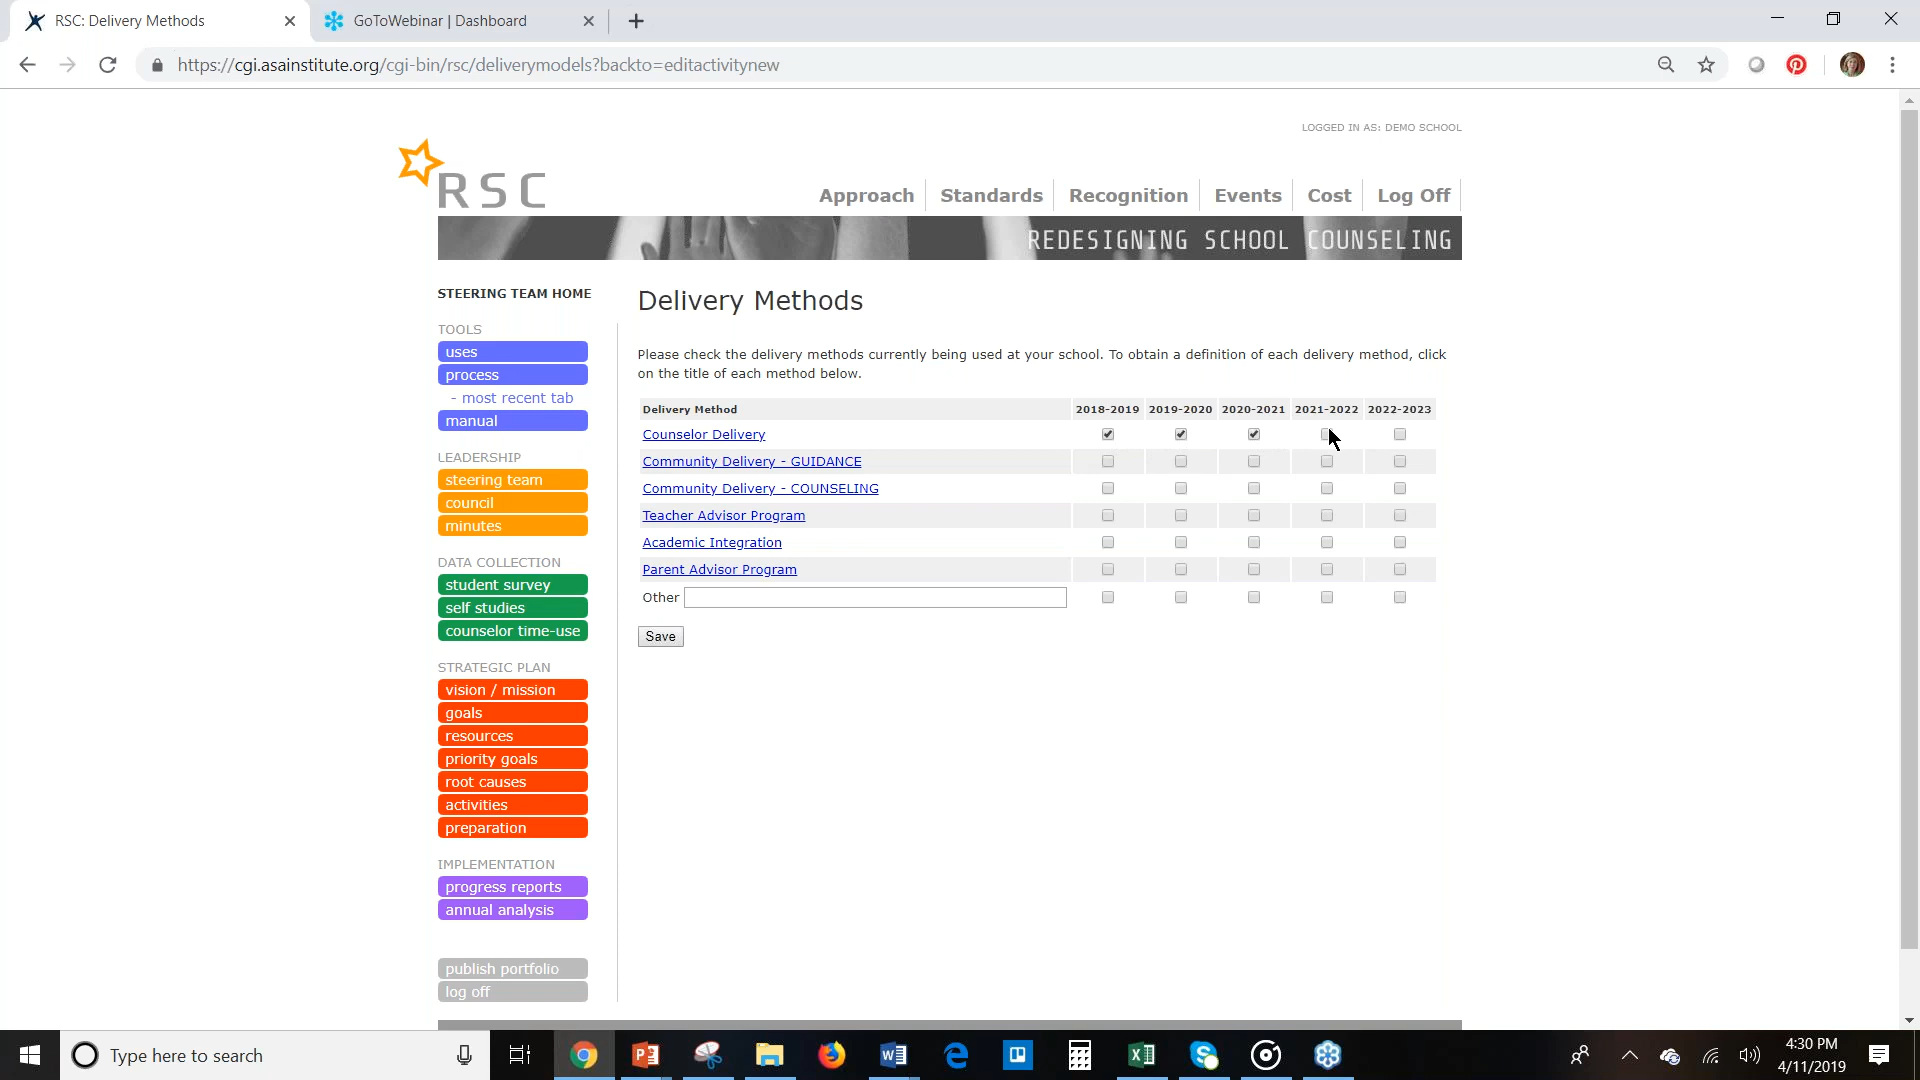 RSC: Delivery Methods
GoToWebinar | Dashboard
https://cgi.asainstitute.org/cgi-bin/rsc/deliverymodels?backto=editactivitynew
LOGGED IN AS: DEMO SCHOOL
RSC
Approach Standards Recognition Events Cost Log Off
REDESIGNING SCHOOL COUNSELING
STEERING TEAM HOME
TOOLS
uses
process
- most recent tab
manual
LEADERSHIP
steering team
council
minutes
DATA COLLECTION
student survey
self studies
counselor time-use
STRATEGIC PLAN
vision / mission
goals
resources
priority goals
root causes
activities
preparation
IMPLEMENTATION
progress reports
annual analysis
publish portfolio
log off
Delivery Methods
Please check the delivery methods currently being used at your school. To obtain a definition of each delivery method, click
on the title of each method below.
Delivery Method 2018-2019 2019-2020 2020-2021 2021-2022 2022-2023
Counselor Delivery
Community Delivery - GUIDANCE
Community Delivery - COUNSELING
Teacher Advisor Program
Academic Integration
Parent Advisor Program
Other
Save
Type here to search
4:30 PM
4/11/2019